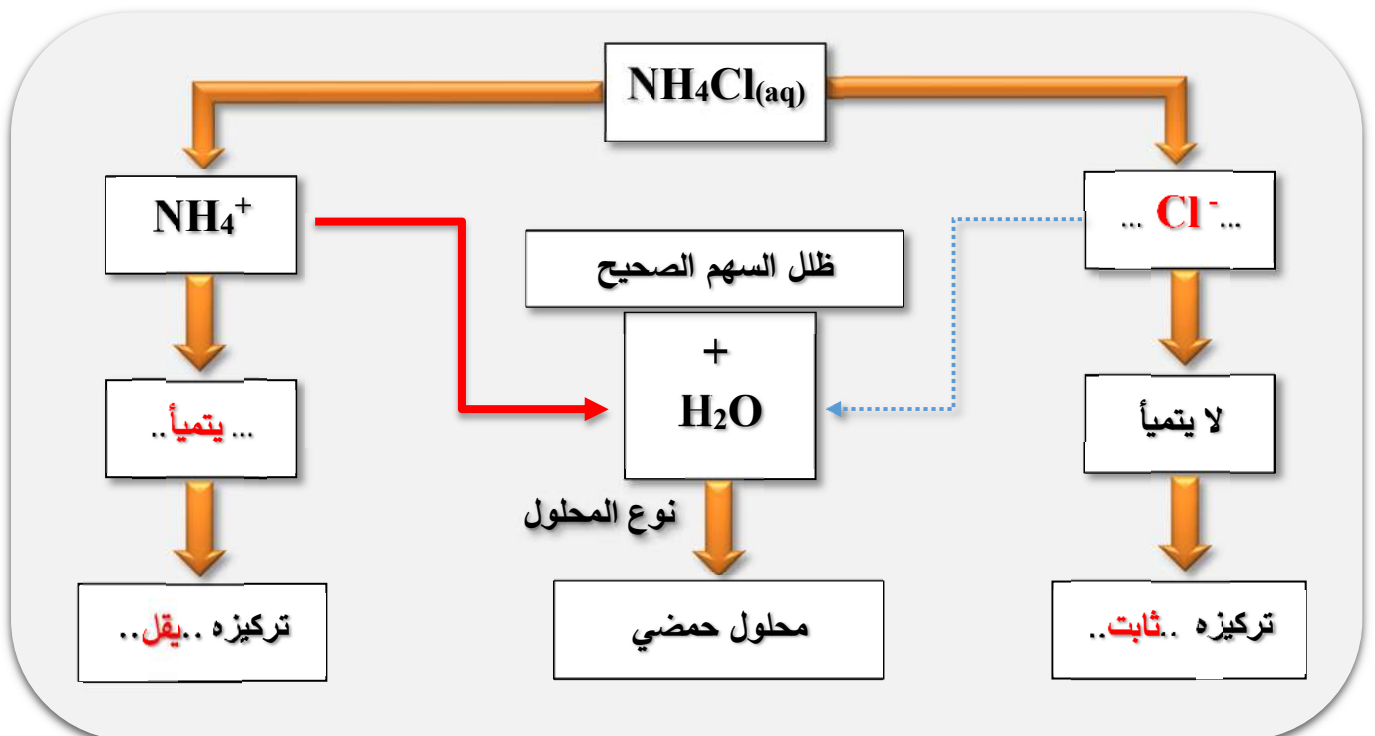 NH₄Cl(aq)
NH₄⁺
... Cl⁻ ...
ظلل السهم الصحيح
+
H₂O
... يتميأ..
لا يتميأ
نوع المحلول
تركيزه ..يقل..
محلول حمضي
تركيزه ..ثابت..